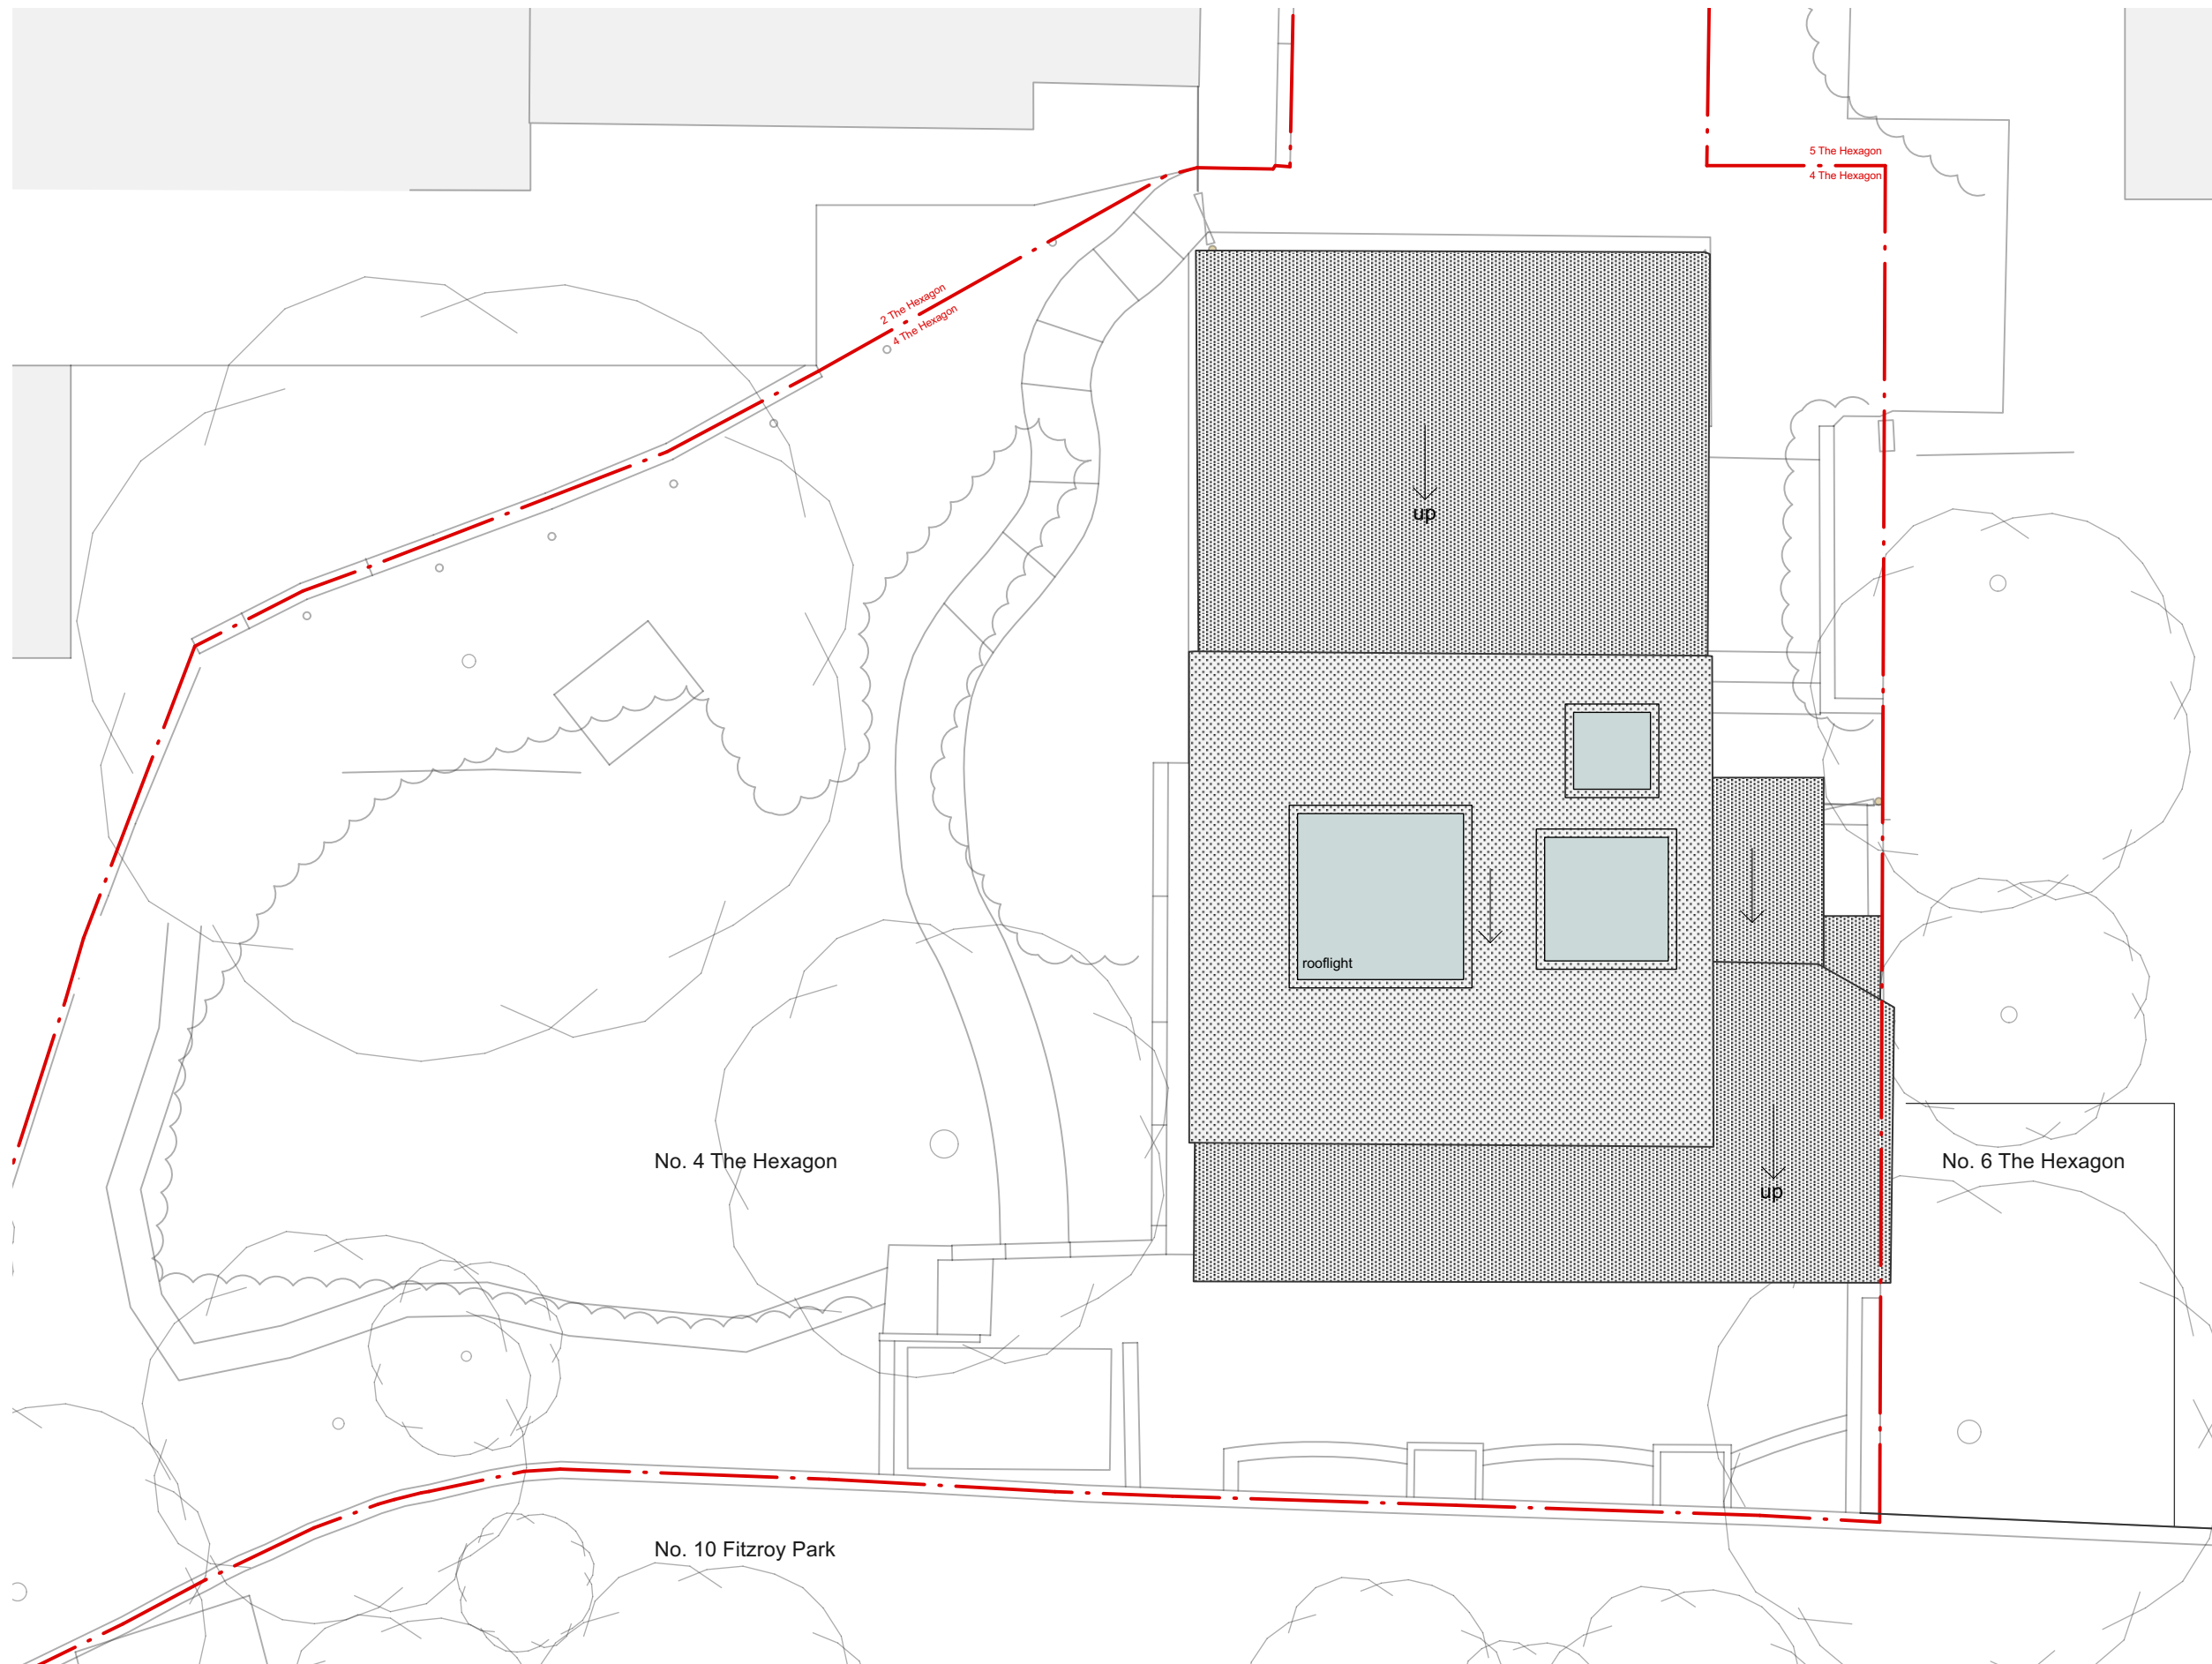 5 The Hexagon
4 The Hexagon
2 The Hexagon
4 The Hexagon
up
rooflight
No. 4 The Hexagon
No. 6 The Hexagon
up
No. 10 Fitzroy Park